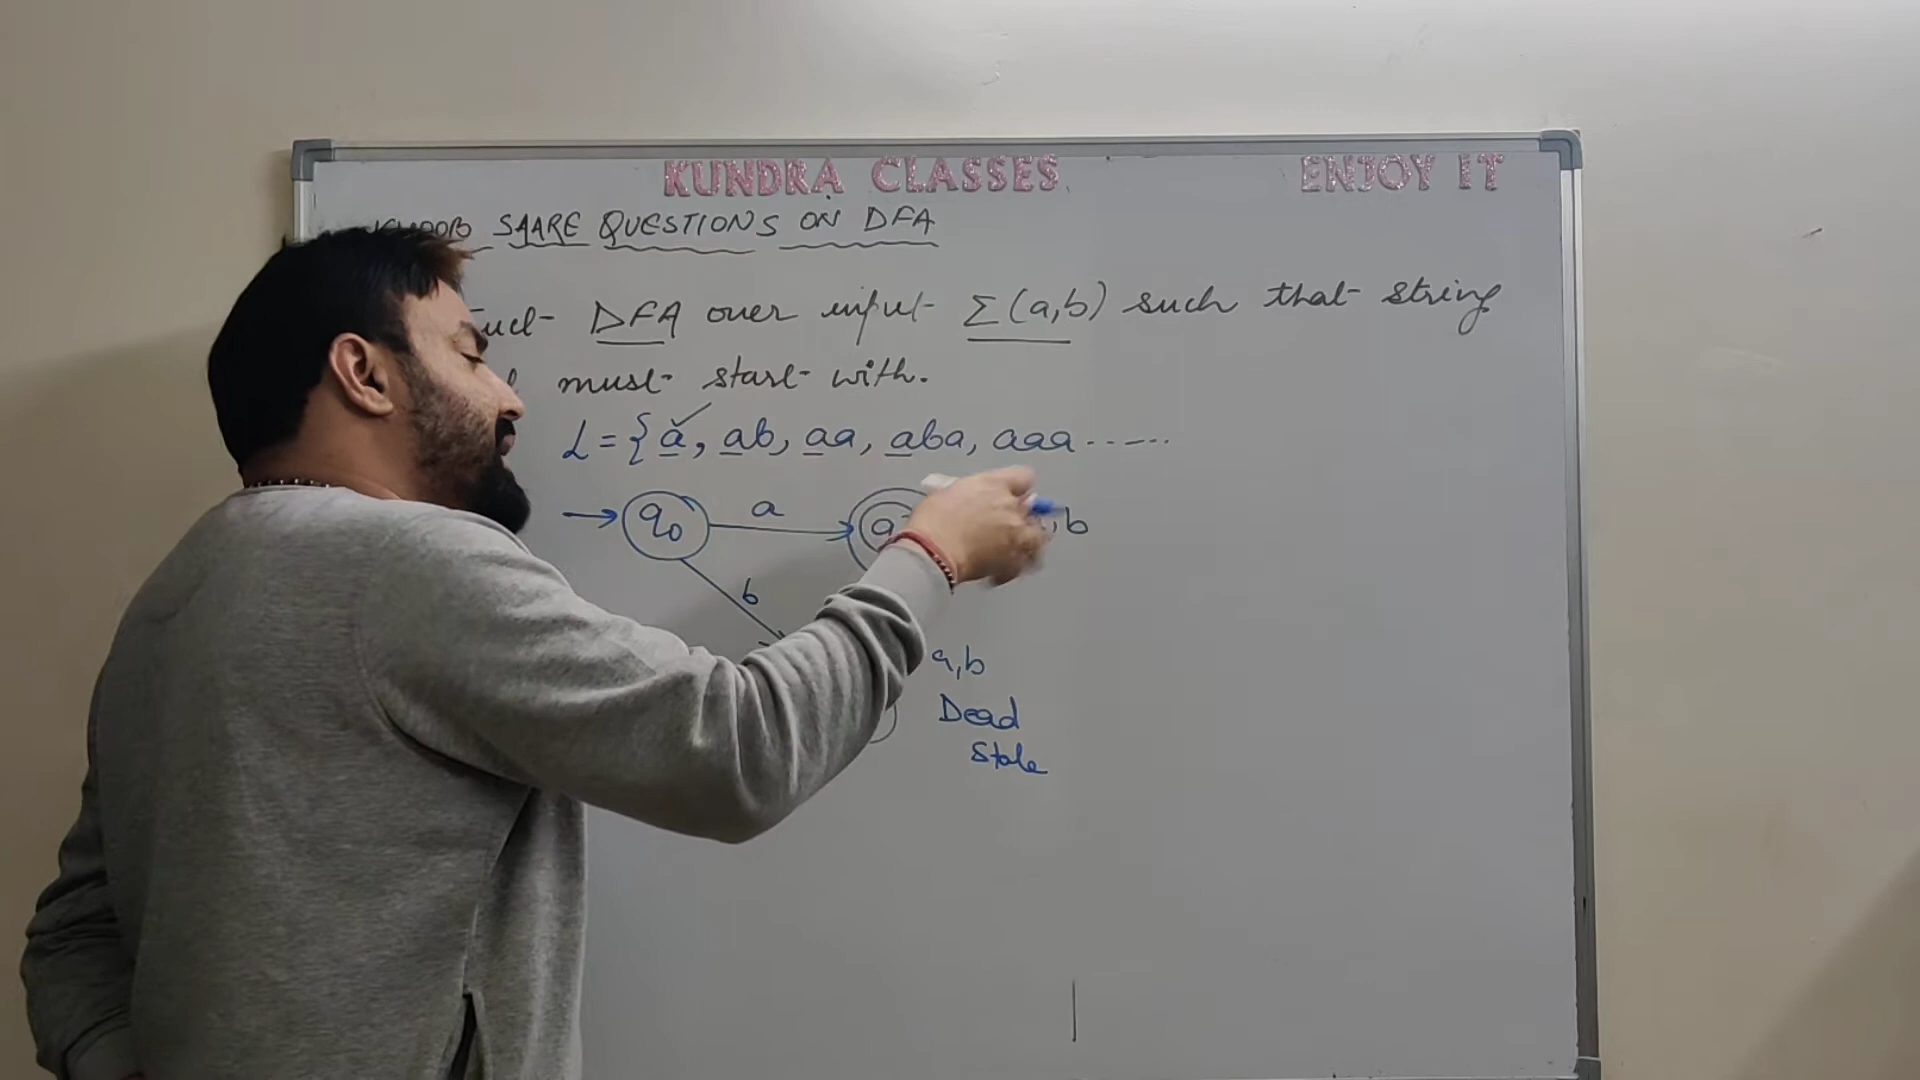 KUNDRA CLASSES ENJOY IT
SAARE QUESTIONS ON DFA
DFA over input Σ(a,b) such that string
must start with.
L = { a, ab, aa, aba, aaa ------
q0 a
, b
b
a,b
Dead
State